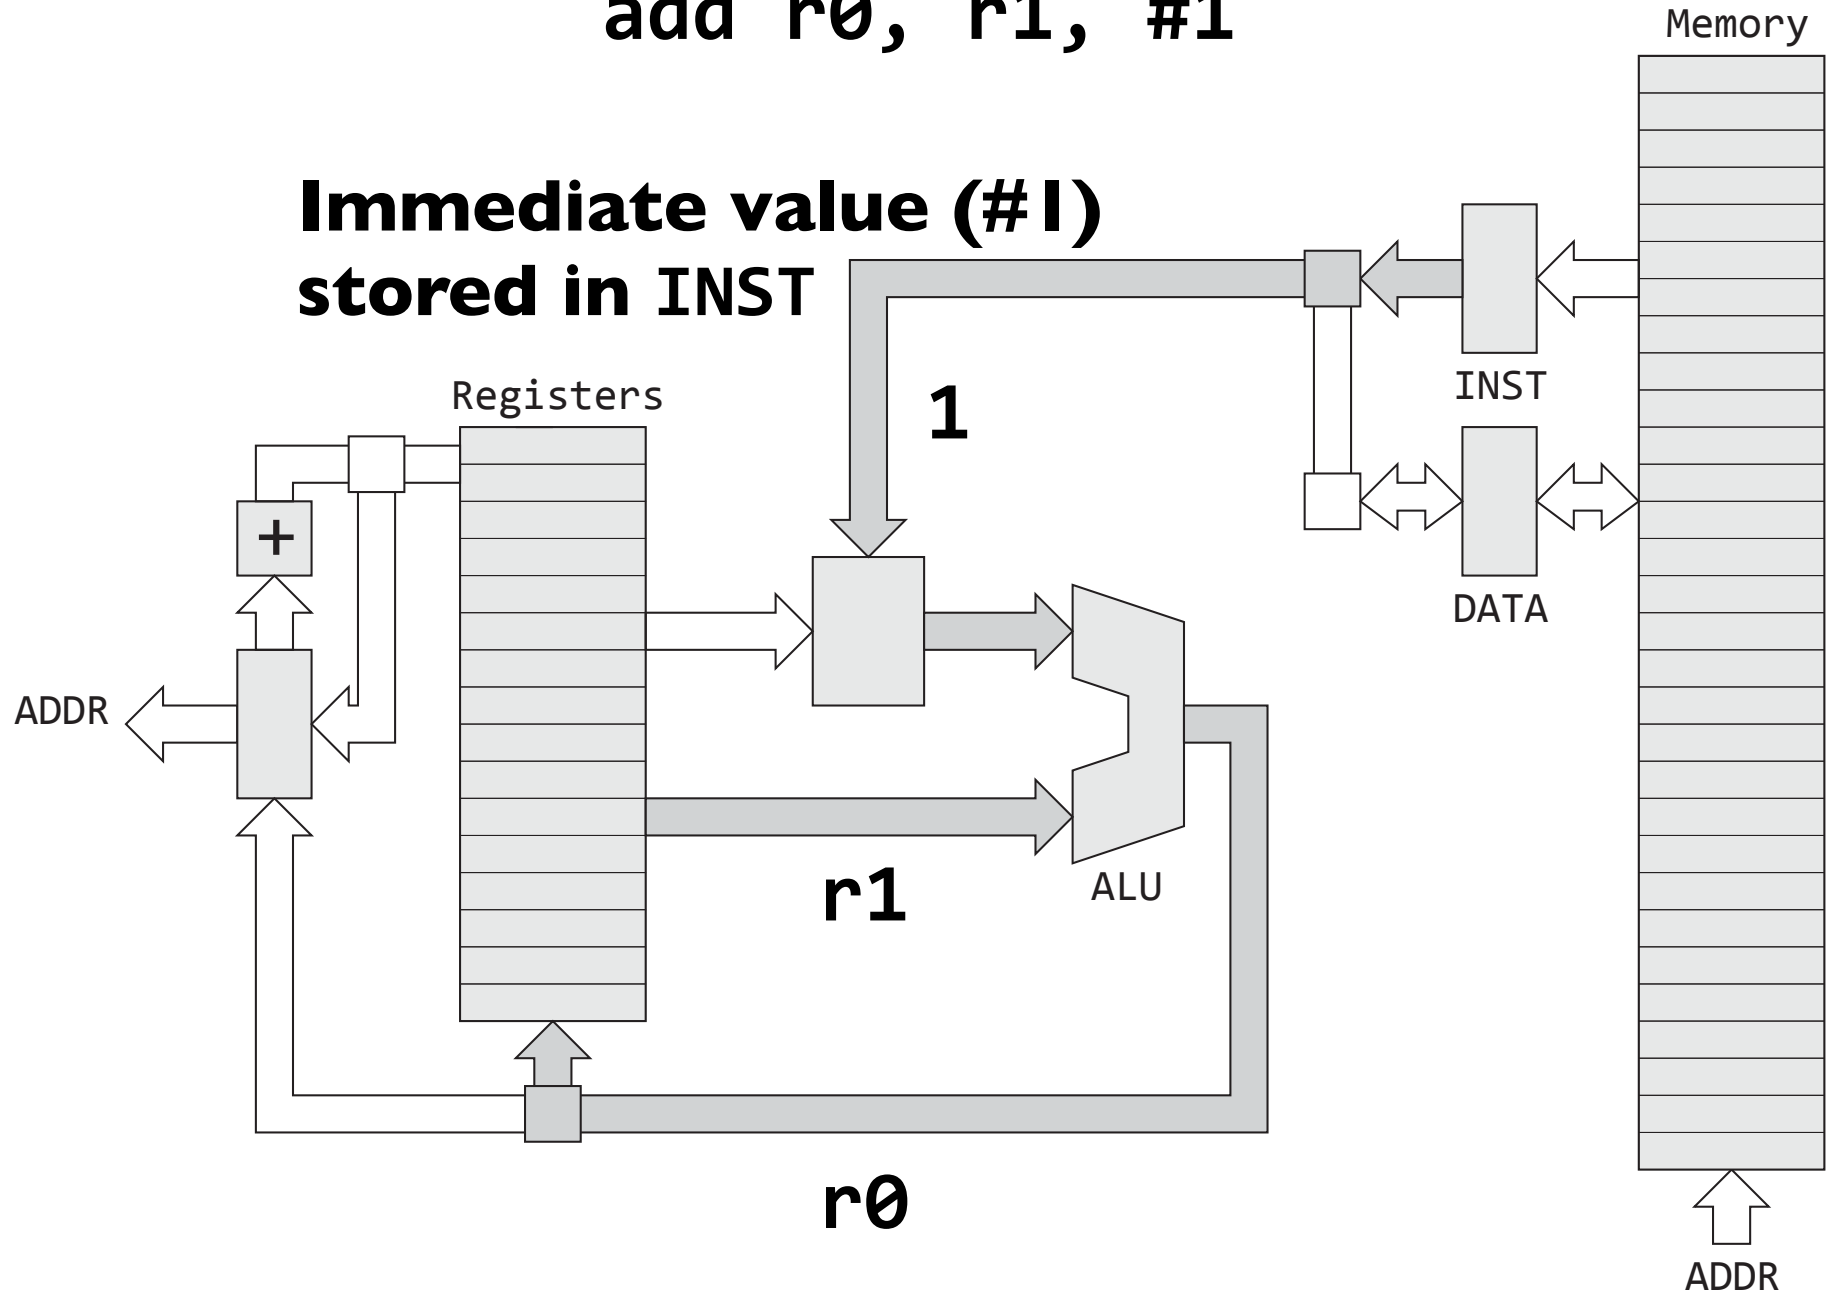 add r0, r1, #1
Memory
Immediate value (#1)
stored in INST
INST
Registers
1
+
DATA
ADDR
r1
ALU
r0
ADDR